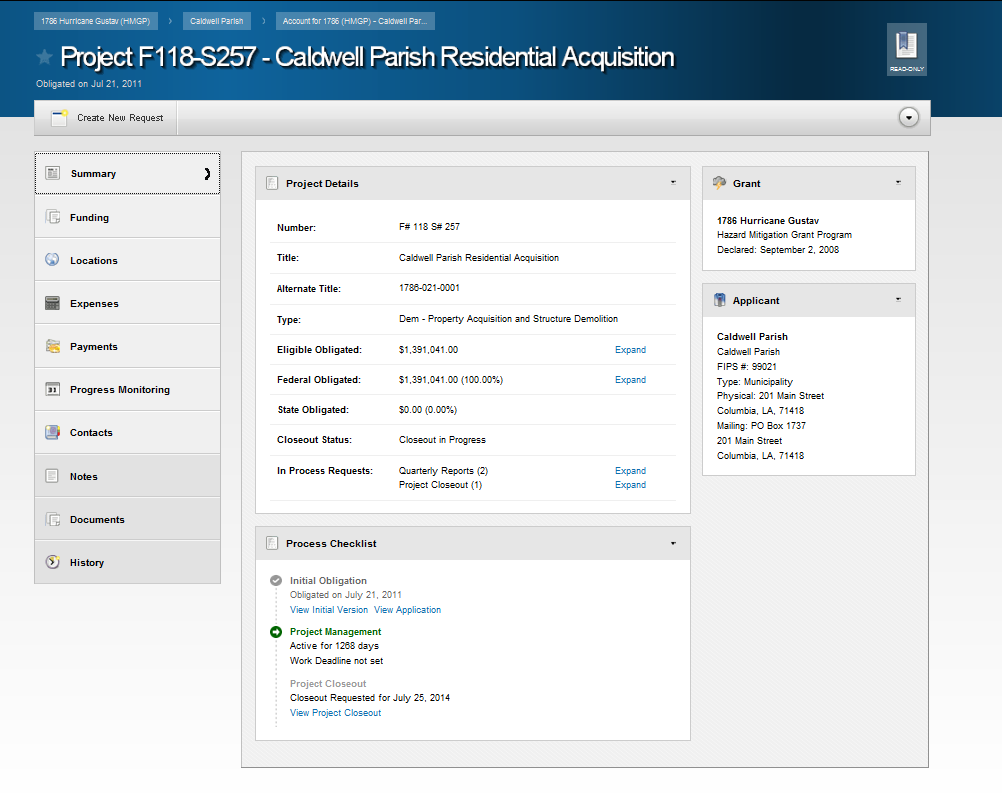 1786 Hurricane Gustav (HMGP) › Caldwell Parish › Account for 1786 (HMGP) - Caldwell Par...
Project F118-S257 - Caldwell Parish Residential Acquisition
READ-ONLY
Obligated on Jul 21, 2011
Create New Request
Summary
Funding
Locations
Expenses
Payments
31 Progress Monitoring
Contacts
Notes
Documents
History
Project Details
Number: F# 118 S# 257
Title: Caldwell Parish Residential Acquisition
Alternate Title: 1786-021-0001
Type: Dem - Property Acquisition and Structure Demolition
Eligible Obligated: $1,391,041.00 Expand
Federal Obligated: $1,391,041.00 (100.00%) Expand
State Obligated: $0.00 (0.00%)
Closeout Status: Closeout in Progress
In Process Requests: Quarterly Reports (2) Expand
Project Closeout (1) Expand
Process Checklist
Initial Obligation
Obligated on July 21, 2011
View Initial Version View Application
Project Management
Active for 1268 days
Work Deadline not set
Project Closeout
Closeout Requested for July 25, 2014
View Project Closeout
Grant
1786 Hurricane Gustav
Hazard Mitigation Grant Program
Declared: September 2, 2008
Applicant
Caldwell Parish
Caldwell Parish
FIPS #: 99021
Type: Municipality
Physical: 201 Main Street
Columbia, LA, 71418
Mailing: PO Box 1737
201 Main Street
Columbia, LA, 71418